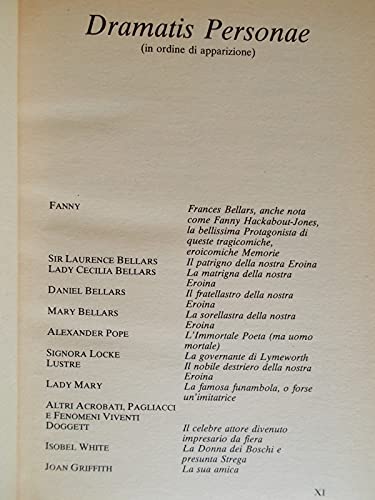 Dramatis Personae
(in ordine di apparizione)
FANNY Frances Bellars, anche nota
come Fanny Hackabout-Jones,
la bellissima Protagonista di
queste tragicomiche,
eroicomiche Memorie
SIR LAURENCE BELLARS Il patrigno della nostra Eroina
LADY CECILIA BELLARS La matrigna della nostra
Eroina
DANIEL BELLARS Il fratellastro della nostra
Eroina
MARY BELLARS La sorellastra della nostra
Eroina
ALEXANDER POPE L'Immortale Poeta (ma uomo
mortale)
SIGNORA LOCKE La governante di Lymeworth
LUSTRE Il nobile destriero della nostra
Eroina
LADY MARY La famosa funambola, o forse
un'imitatrice
ALTRI ACROBATI, PAGLIACCI
E FENOMENI VIVENTI
DOGGETT Il celebre attore divenuto
impresario da fiera
ISOBEL WHITE La Donna dei Boschi e
presunta Strega
JOAN GRIFFITH La sua amica
XI